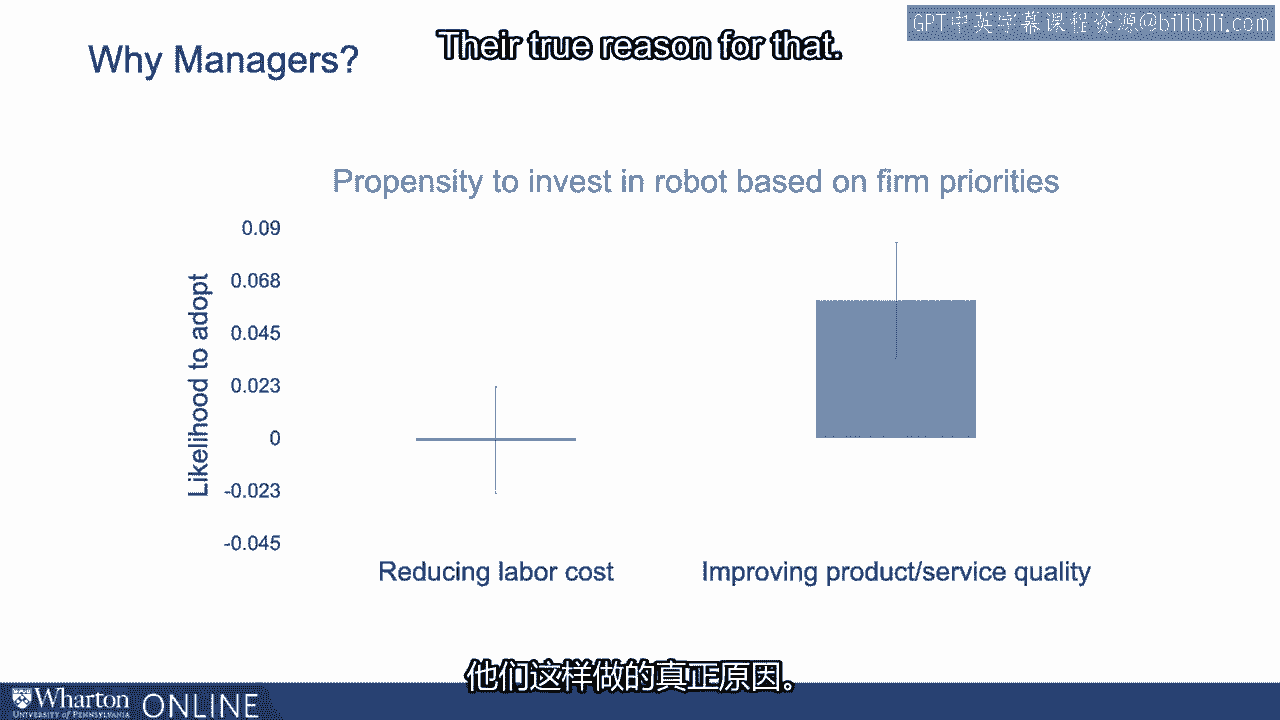 GPT中英字幕课程资源@bilibili.com
Their true reason for that.
Why Managers?
Propensity to invest in robot based on firm priorities
Likelihood to adopt
0.09
0.068
0.045
0.023
0
-0.023
-0.045
Reducing labor cost
Improving product/service quality
他们这样做的真正原因。
Wharton
UNIVERSITY of PENNSYLVANIA
ONLINE